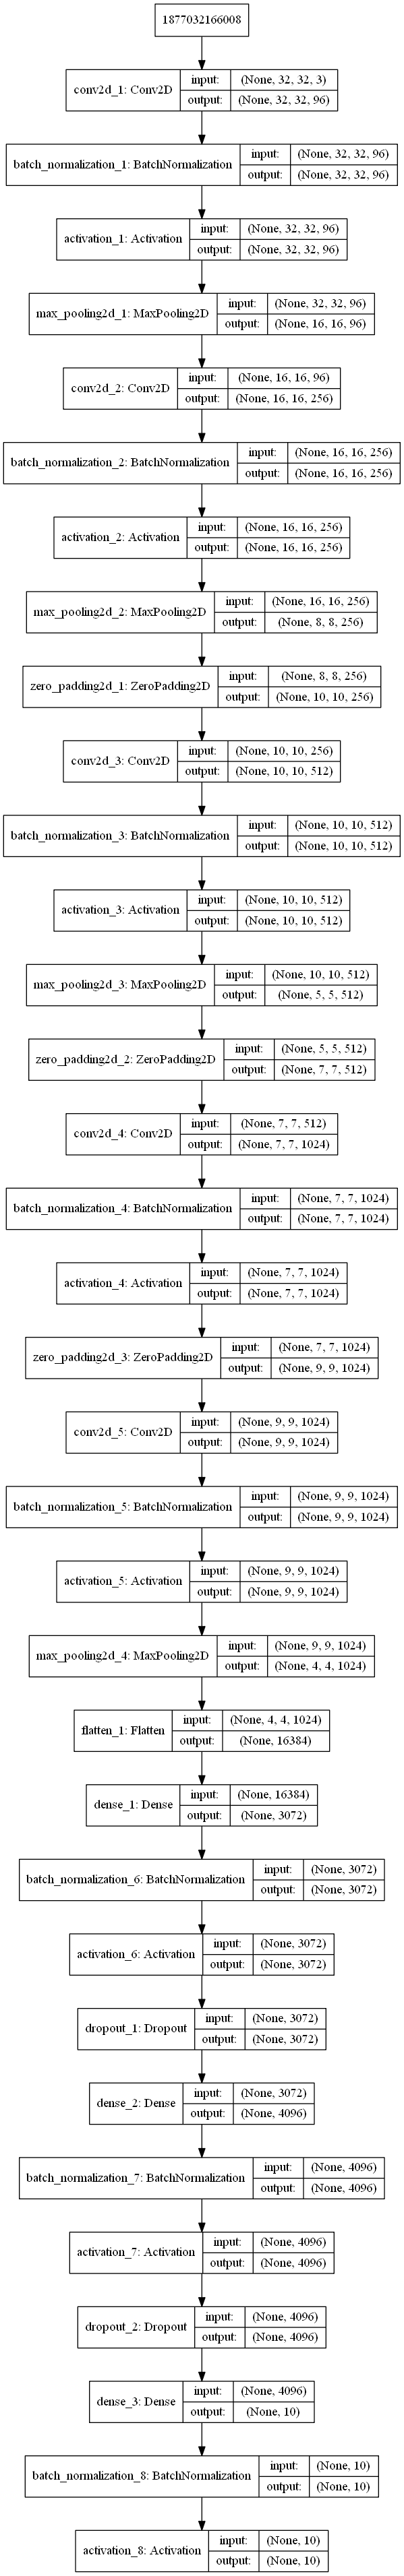 1877032166008
conv2d_1: Conv2D input: (None, 32, 32, 3)
output: (None, 32, 32, 96)
batch_normalization_1: BatchNormalization input: (None, 32, 32, 96)
output: (None, 32, 32, 96)
activation_1: Activation input: (None, 32, 32, 96)
output: (None, 32, 32, 96)
max_pooling2d_1: MaxPooling2D input: (None, 32, 32, 96)
output: (None, 16, 16, 96)
conv2d_2: Conv2D input: (None, 16, 16, 96)
output: (None, 16, 16, 256)
batch_normalization_2: BatchNormalization input: (None, 16, 16, 256)
output: (None, 16, 16, 256)
activation_2: Activation input: (None, 16, 16, 256)
output: (None, 16, 16, 256)
max_pooling2d_2: MaxPooling2D input: (None, 16, 16, 256)
output: (None, 8, 8, 256)
zero_padding2d_1: ZeroPadding2D input: (None, 8, 8, 256)
output: (None, 10, 10, 256)
conv2d_3: Conv2D input: (None, 10, 10, 256)
output: (None, 10, 10, 512)
batch_normalization_3: BatchNormalization input: (None, 10, 10, 512)
output: (None, 10, 10, 512)
activation_3: Activation input: (None, 10, 10, 512)
output: (None, 10, 10, 512)
max_pooling2d_3: MaxPooling2D input: (None, 10, 10, 512)
output: (None, 5, 5, 512)
zero_padding2d_2: ZeroPadding2D input: (None, 5, 5, 512)
output: (None, 7, 7, 512)
conv2d_4: Conv2D input: (None, 7, 7, 512)
output: (None, 7, 7, 1024)
batch_normalization_4: BatchNormalization input: (None, 7, 7, 1024)
output: (None, 7, 7, 1024)
activation_4: Activation input: (None, 7, 7, 1024)
output: (None, 7, 7, 1024)
zero_padding2d_3: ZeroPadding2D input: (None, 7, 7, 1024)
output: (None, 9, 9, 1024)
conv2d_5: Conv2D input: (None, 9, 9, 1024)
output: (None, 9, 9, 1024)
batch_normalization_5: BatchNormalization input: (None, 9, 9, 1024)
output: (None, 9, 9, 1024)
activation_5: Activation input: (None, 9, 9, 1024)
output: (None, 9, 9, 1024)
max_pooling2d_4: MaxPooling2D input: (None, 9, 9, 1024)
output: (None, 4, 4, 1024)
flatten_1: Flatten input: (None, 4, 4, 1024)
output: (None, 16384)
dense_1: Dense input: (None, 16384)
output: (None, 3072)
batch_normalization_6: BatchNormalization input: (None, 3072)
output: (None, 3072)
activation_6: Activation input: (None, 3072)
output: (None, 3072)
dropout_1: Dropout input: (None, 3072)
output: (None, 3072)
dense_2: Dense input: (None, 3072)
output: (None, 4096)
batch_normalization_7: BatchNormalization input: (None, 4096)
output: (None, 4096)
activation_7: Activation input: (None, 4096)
output: (None, 4096)
dropout_2: Dropout input: (None, 4096)
output: (None, 4096)
dense_3: Dense input: (None, 4096)
output: (None, 10)
batch_normalization_8: BatchNormalization input: (None, 10)
output: (None, 10)
activation_8: Activation input: (None, 10)
output: (None, 10)